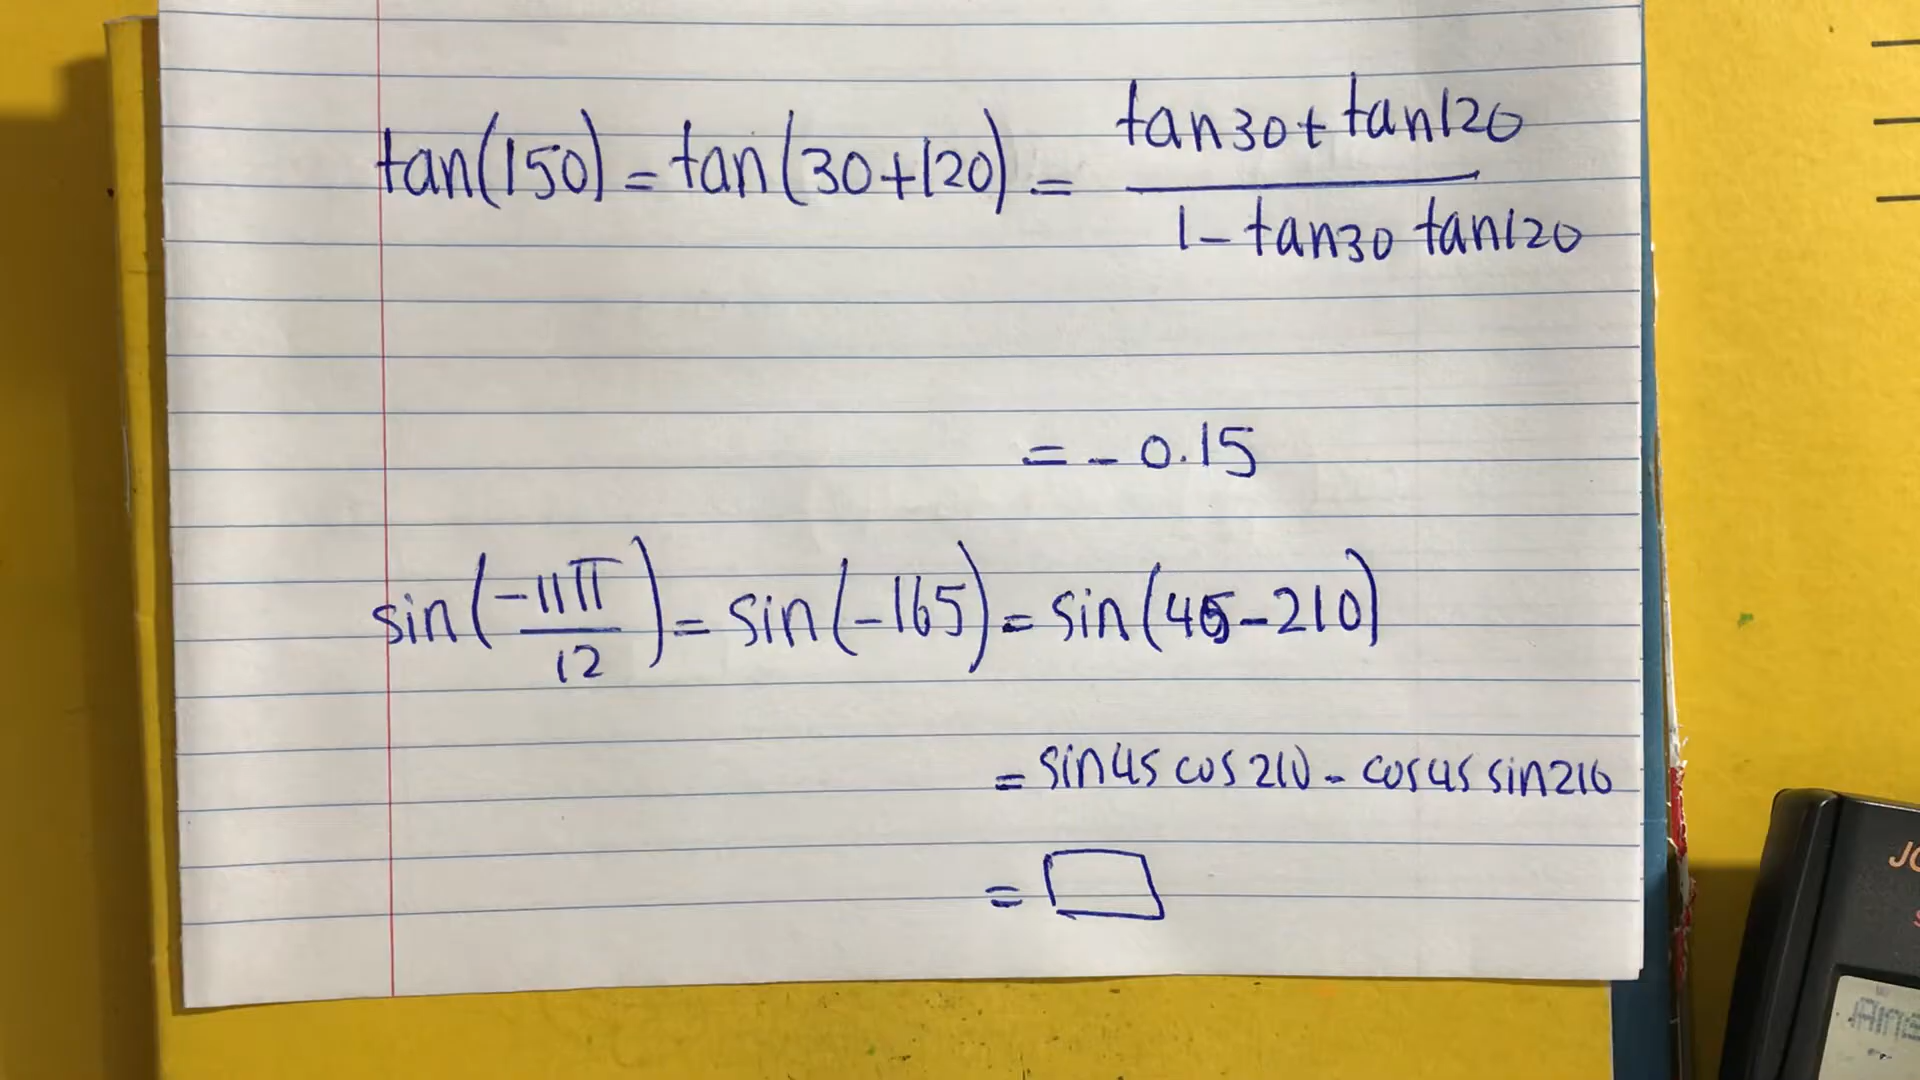 tan(150) = tan(30+120) = (tan30 + tan120)/(1 - tan30 tan120)
= - 0.15
sin(-11π/12) = sin(-165) = sin(45-210)
= sin45 cos210 - cos45 sin210
= □